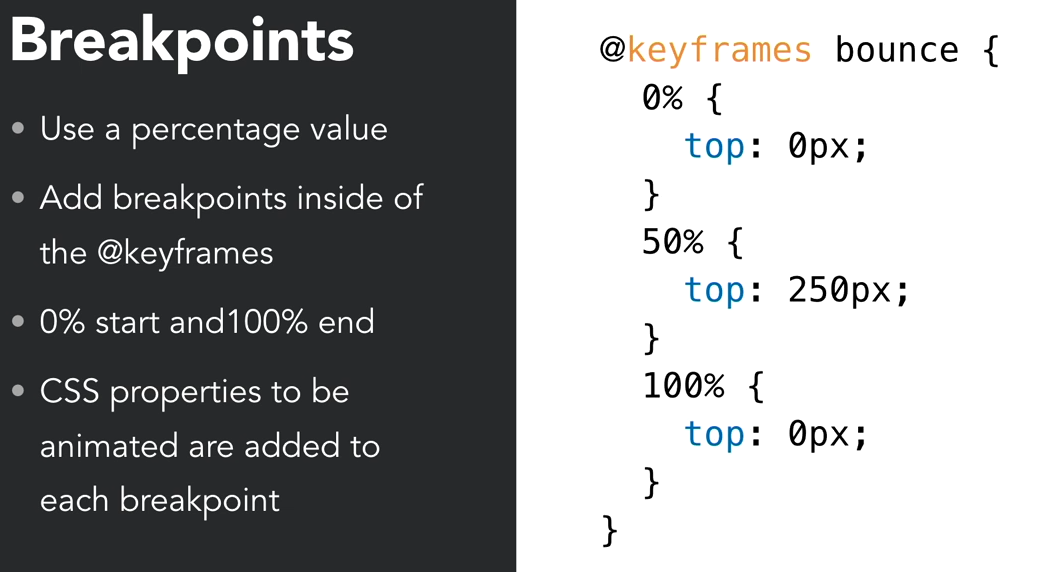 Breakpoints
• Use a percentage value
• Add breakpoints inside of
the @keyframes
• 0% start and100% end
• CSS properties to be
animated are added to
each breakpoint
@keyframes bounce {
0% {
top: 0px;
}
50% {
top: 250px;
}
100% {
top: 0px;
}
}